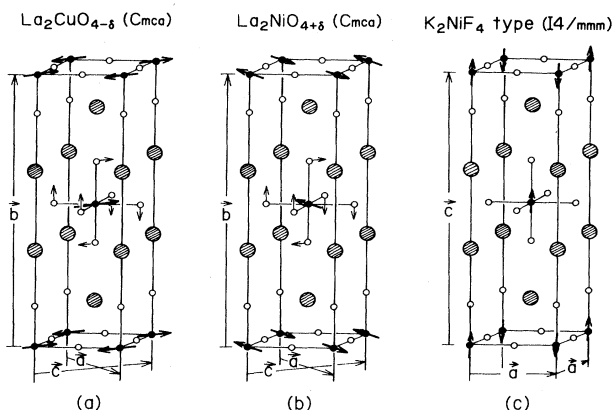 La₂CuO₄₋δ (Cmca) La₂NiO₄₊δ (Cmca) K₂NiF₄ type (I4/mmm)
b b c
a a a
c c a
(a) (b) (c)